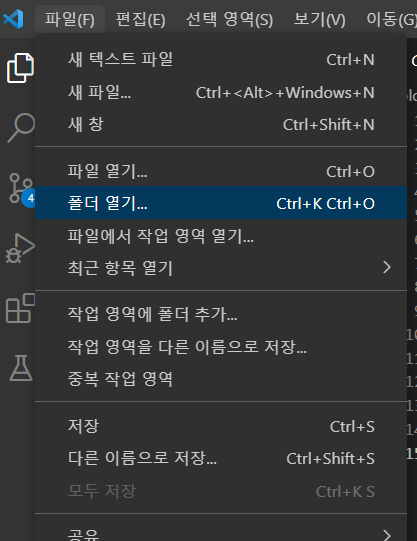 파일(F) 편집(E) 선택 영역(S) 보기(V) 이동(G)
새 텍스트 파일 Ctrl+N
새 파일... Ctrl+<Alt>+Windows+N
새 창 Ctrl+Shift+N
파일 열기... Ctrl+O
폴더 열기... Ctrl+K Ctrl+O
파일에서 작업 영역 열기...
최근 항목 열기
4
작업 영역에 폴더 추가...
작업 영역을 다른 이름으로 저장...
중복 작업 영역
저장 Ctrl+S
다른 이름으로 저장... Ctrl+Shift+S
모두 저장 Ctrl+K S
공유